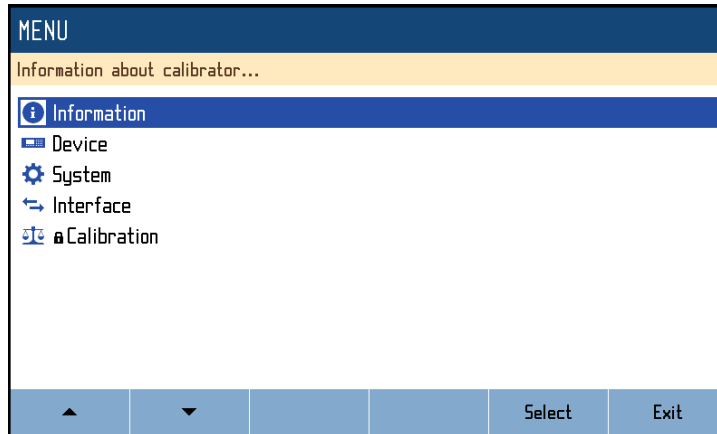 MENU
Information about calibrator...
Information
Device
System
Interface
Calibration
Select Exit